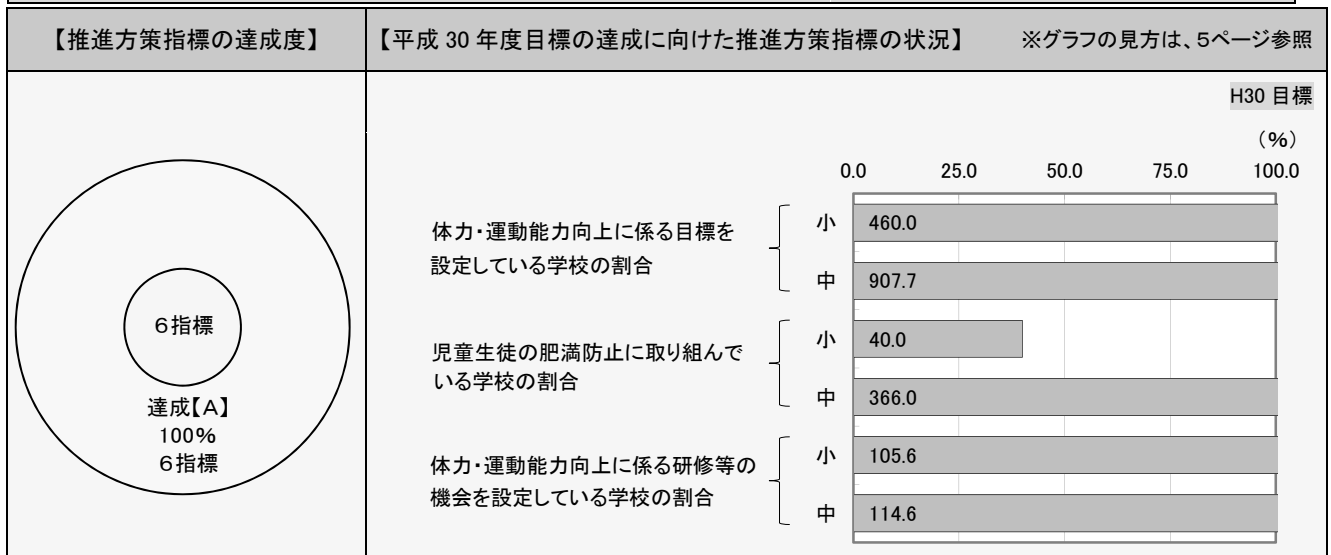 【推進方策指標の達成度】
【平成 30 年度目標の達成に向けた推進方策指標の状況】 ※グラフの見方は、5ページ参照
6指標
達成【A】
100%
6指標
H30 目標
(%)
0.0 25.0 50.0 75.0 100.0
体力・運動能力向上に係る目標を
設定している学校の割合
小 460.0
中 907.7
児童生徒の肥満防止に取り組んで
いる学校の割合
小 40.0
中 366.0
体力・運動能力向上に係る研修等の
機会を設定している学校の割合
小 105.6
中 114.6